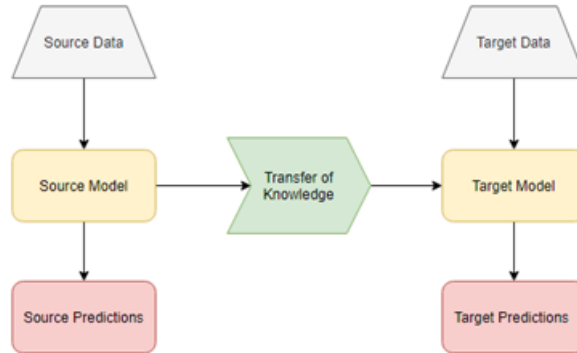 Source Data
Target Data
Source Model
Transfer of
Knowledge
Target Model
Source Predictions
Target Predictions